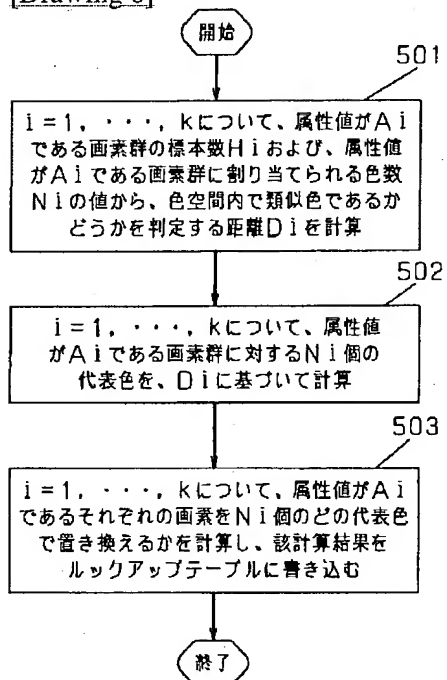 [Drawing 8]
開始
501
i=1, ···, kについて、属性値がAi
である画素群の標本数Hiおよび、属性値
がAiである画素群に割り当てられる色数
Niの値から、色空間内で類似色であるか
どうかを判定する距離Diを計算
502
i=1, ···, kについて、属性値
がAiである画素群に対するNi個の
代表色を、Diに基づいて計算
503
i=1, ···, kについて、属性値がAi
であるそれぞれの画素をNi個のどの代表色
で置き換えるかを計算し、該計算結果を
ルックアップテーブルに書き込む
終了